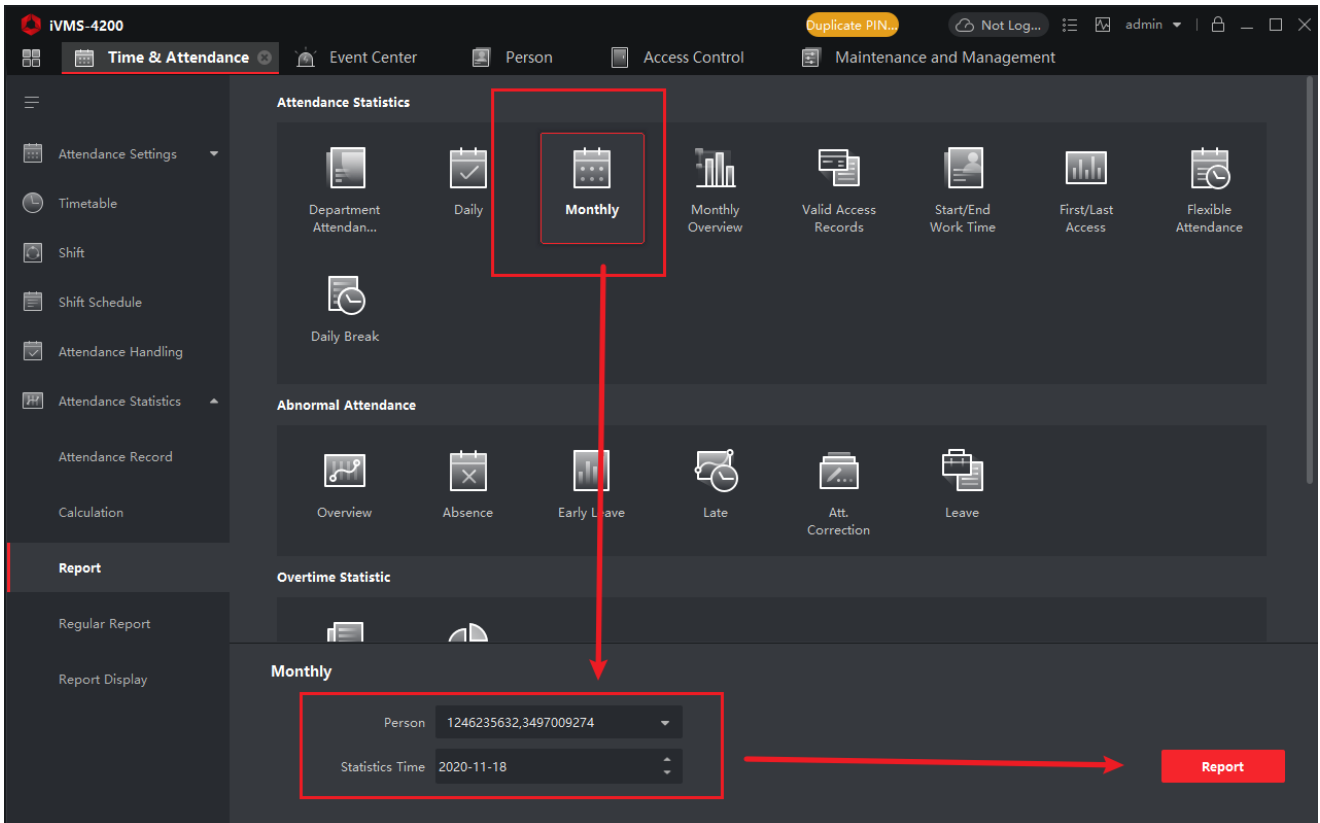 iVMS-4200
Duplicate PIN...
Not Log...
admin
Time & Attendance
Event Center
Person
Access Control
Maintenance and Management
Attendance Settings
Timetable
Shift
Shift Schedule
Attendance Handling
Attendance Statistics
Attendance Record
Calculation
Report
Regular Report
Report Display
Attendance Statistics
Department
Attendan...
Daily
Monthly
Monthly
Overview
Valid Access
Records
Start/End
Work Time
First/Last
Access
Flexible
Attendance
Daily Break
Abnormal Attendance
Overview
Absence
Early Leave
Late
Att.
Correction
Leave
Overtime Statistic
Monthly
Person 1246235632,3497009274
Statistics Time 2020-11-18
Report